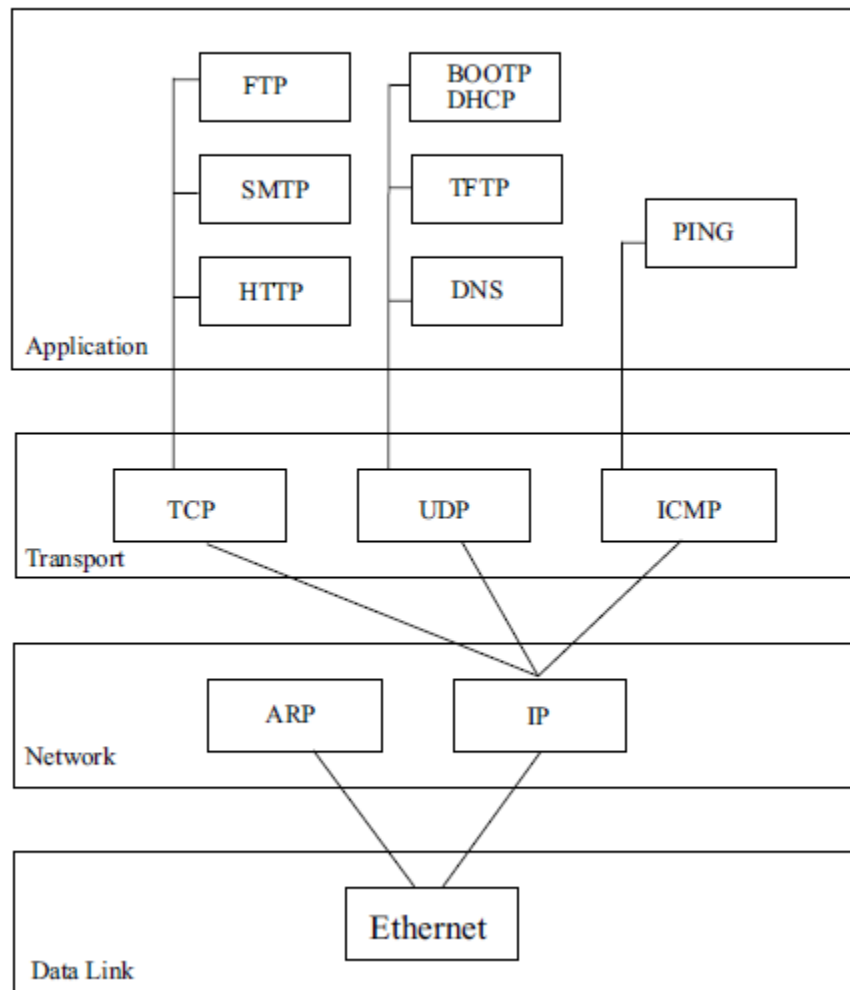 FTP
BOOTP
DHCP
SMTP
TFTP
PING
HTTP
DNS
Application
TCP
UDP
ICMP
Transport
ARP
IP
Network
Ethernet
Data Link